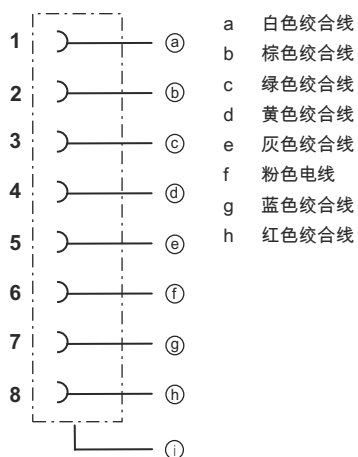 1 ⓐ
2 ⓑ
3 ⓒ
4 ⓓ
5 ⓔ
6 ⓕ
7 ⓖ
8 ⓗ
ⓘ
a 白色绞合线
b 棕色绞合线
c 绿色绞合线
d 黄色绞合线
e 灰色绞合线
f 粉色电线
g 蓝色绞合线
h 红色绞合线